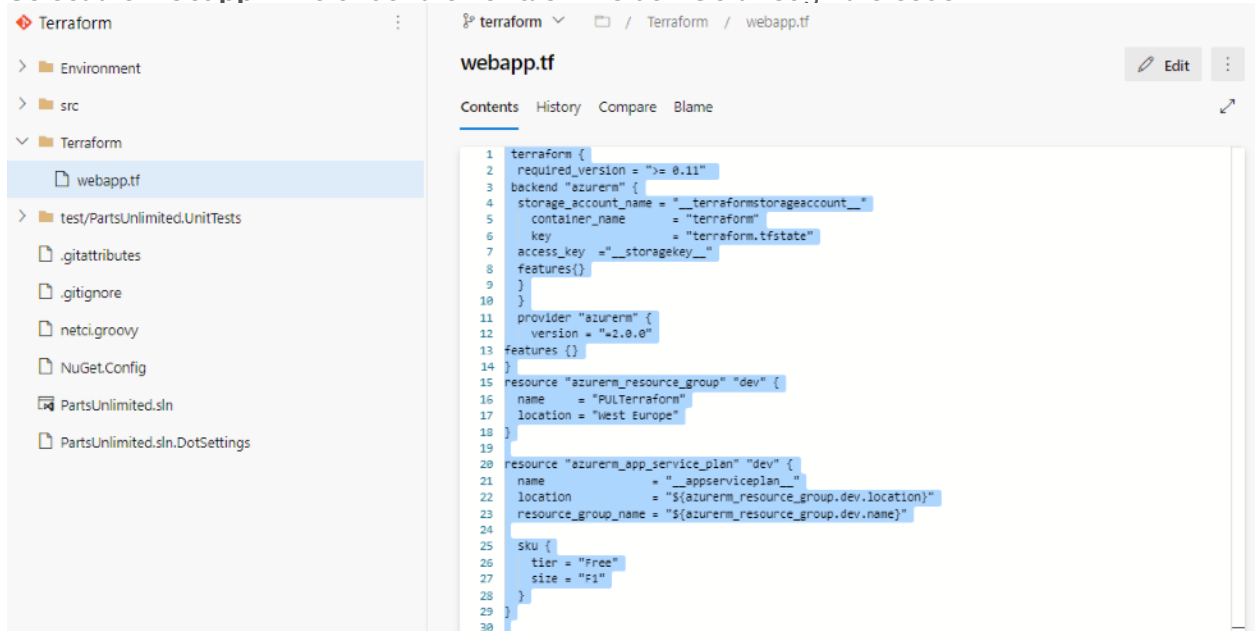 Terraform
Environment
src
Terraform
webapp.tf
test/PartsUnlimited.UnitTests
.gitattributes
.gitignore
netci.groovy
NuGet.Config
PartsUnlimited.sln
PartsUnlimited.sln.DotSettings
terraform / Terraform / webapp.tf
webapp.tf
Edit
Contents History Compare Blame
1 terraform {
2 required_version = ">= 0.11"
3 backend "azurerm" {
4 storage_account_name = "__terraformstorageaccount__"
5 container_name = "terraform"
6 key = "terraform.tfstate"
7 access_key ="__storagekey__"
8 features{}
9 }
10 }
11 provider "azurerm" {
12 version = "=2.0.0"
13 features {}
14 }
15 resource "azurerm_resource_group" "dev" {
16 name = "PULTerraform"
17 location = "West Europe"
18 }
19
20 resource "azurerm_app_service_plan" "dev" {
21 name = "__appserviceplan__"
22 location = "${azurerm_resource_group.dev.location}"
23 resource_group_name = "${azurerm_resource_group.dev.name}"
24
25 sku {
26 tier = "Free"
27 size = "F1"
28 }
29 }
30